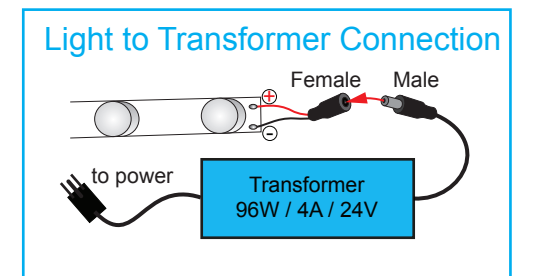 Light to Transformer Connection
Female Male
+
-
to power
Transformer
96W / 4A / 24V